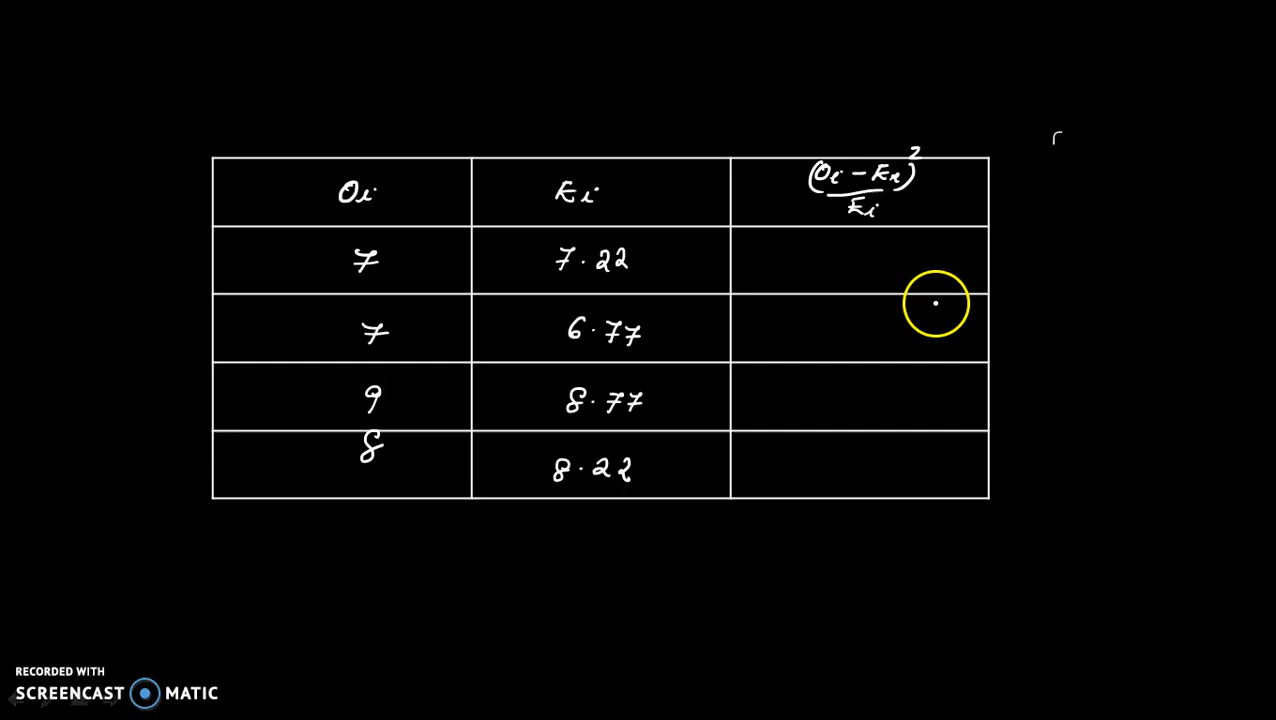 Oi Ei (Oi - Ei)²/Ei
7 7.22
7 6.77
9 8.77
8 8.22
RECORDED WITH
SCREENCAST MATIC